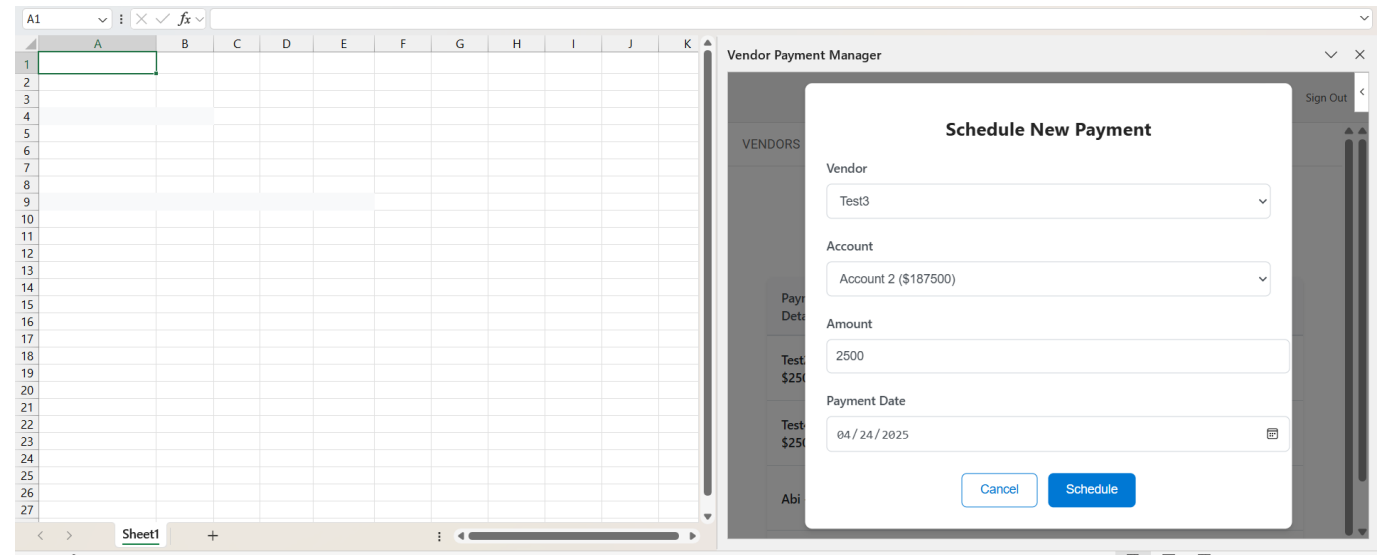 A1
fx
A B C D E F G H I J K
1
2
3
4
5
6
7
8
9
10
11
12
13
14
15
16
17
18
19
20
21
22
23
24
25
26
27
Sheet1
Vendor Payment Manager
Sign Out
VENDORS
Schedule New Payment
Vendor
Test3
Account
Account 2 ($187500)
Amount
2500
Payment Date
04/24/2025
Cancel Schedule
Abi